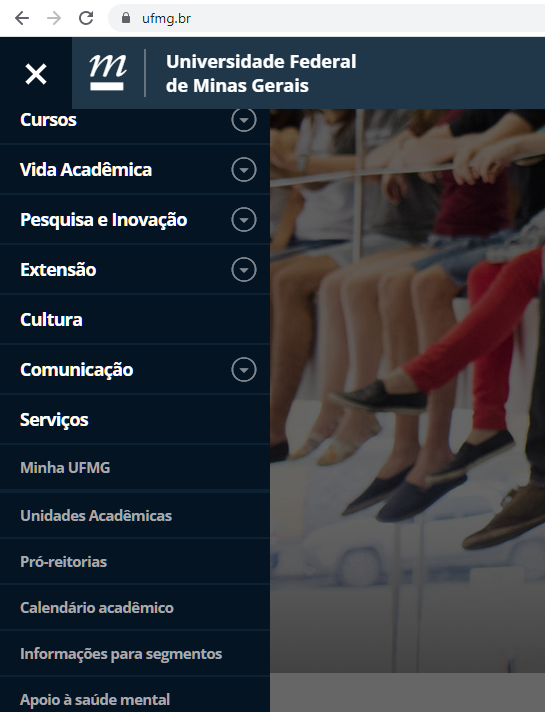 ufmg.br
m
Universidade Federal
de Minas Gerais
Cursos
Vida Acadêmica
Pesquisa e Inovação
Extensão
Cultura
Comunicação
Serviços
Minha UFMG
Unidades Acadêmicas
Pró-reitorias
Calendário acadêmico
Informações para segmentos
Apoio à saúde mental